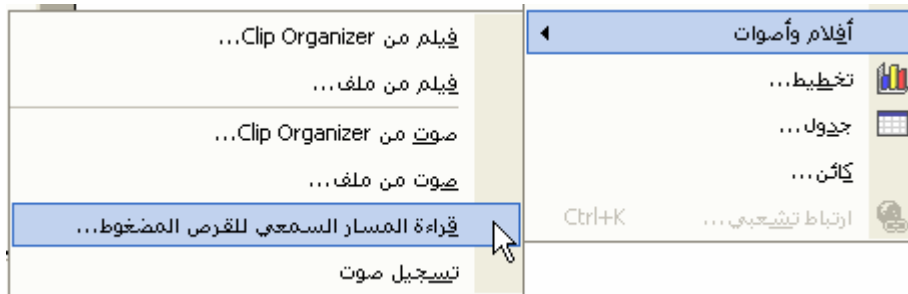 أفلام وأصوات
تخطيط...
جدول...
كائن...
ارتباط تشعبي... Ctrl+K
فيلم من Clip Organizer...
فيلم من ملف...
صوت من Clip Organizer...
صوت من ملف...
قراءة المسار السمعي للقرص المضغوط...
تسجيل صوت